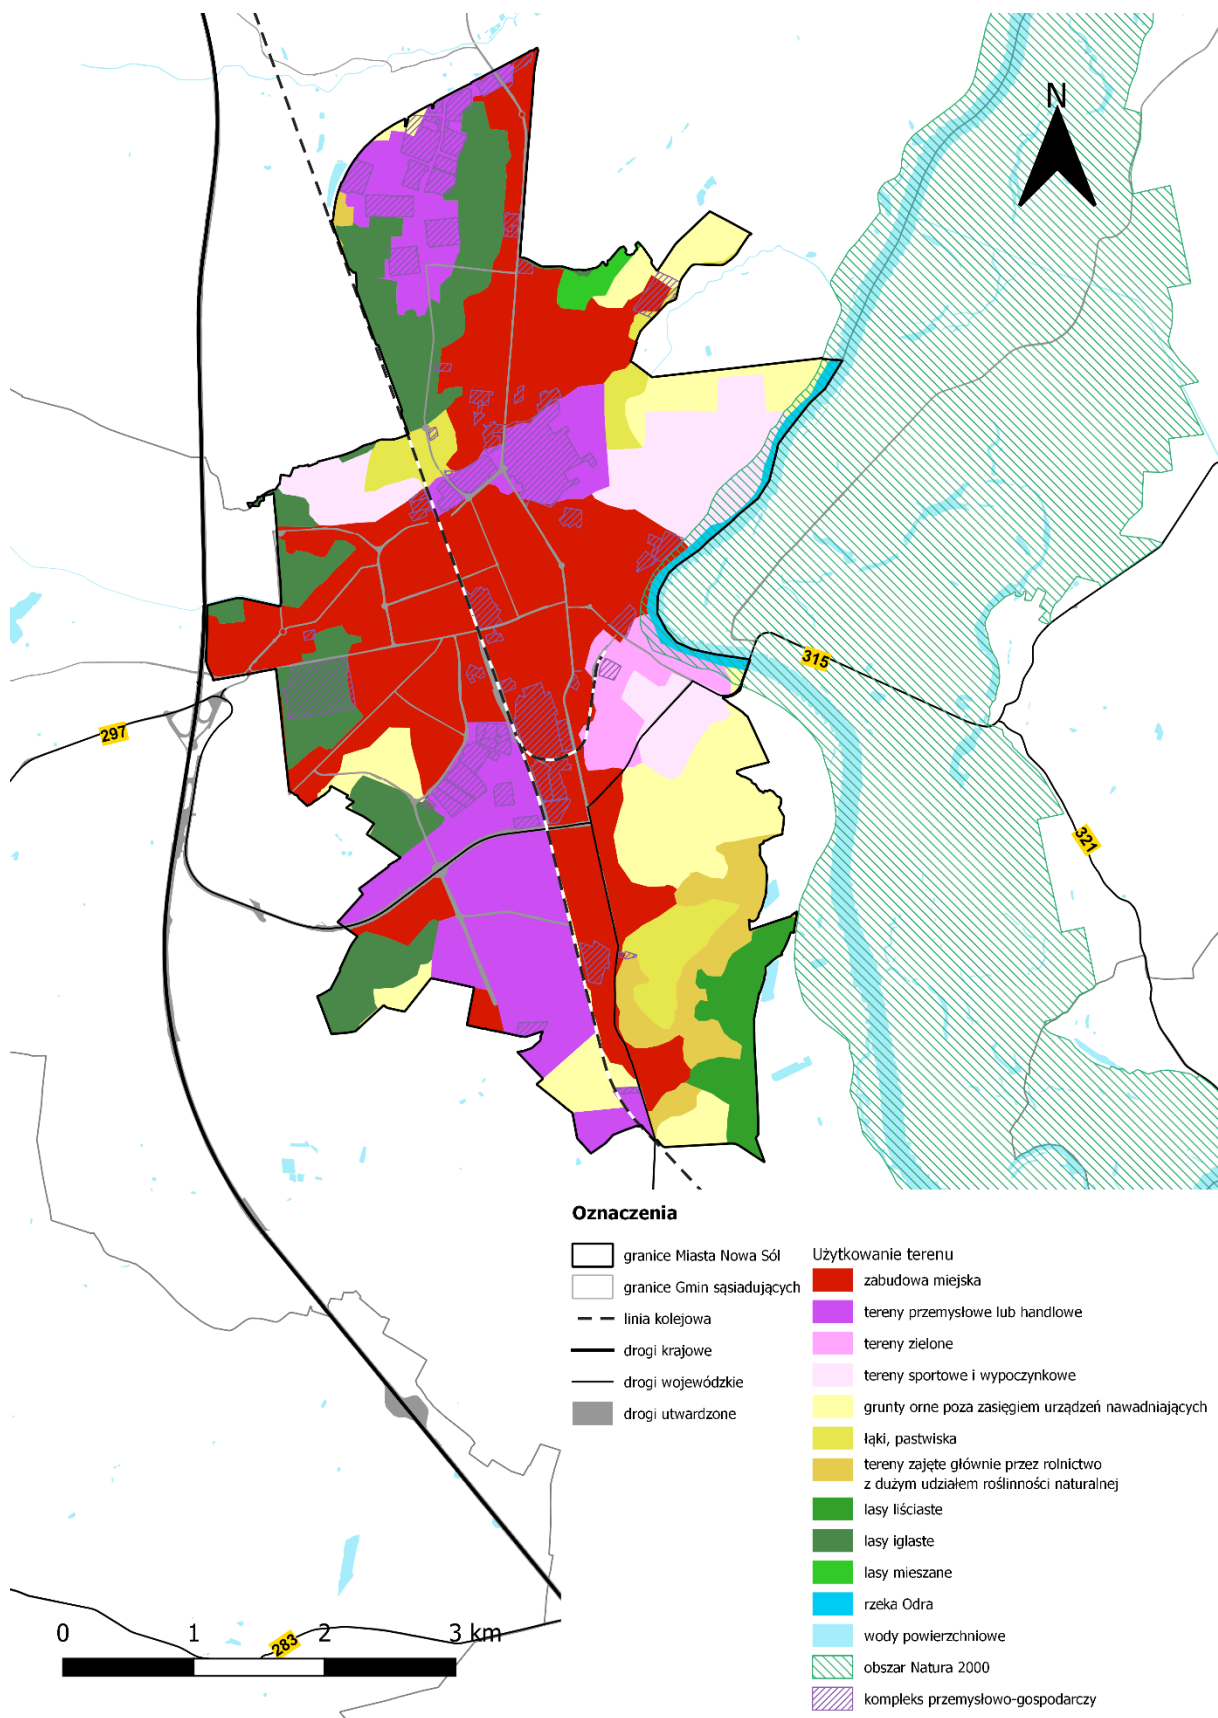 N
315
297
321
Oznaczenia
granice Miasta Nowa Sól
granice Gmin sąsiadujących
linia kolejowa
drogi krajowe
drogi wojewódzkie
drogi utwardzone
Użytkowanie terenu
zabudowa miejska
tereny przemysłowe lub handlowe
tereny zielone
tereny sportowe i wypoczynkowe
grunty orne poza zasięgiem urządzeń nawadniających
łąki, pastwiska
tereny zajęte głównie przez rolnictwo
z dużym udziałem roślinności naturalnej
lasy liściaste
lasy iglaste
lasy mieszane
rzeka Odra
wody powierzchniowe
obszar Natura 2000
kompleks przemysłowo-gospodarczy
0 1 2 3 km
283